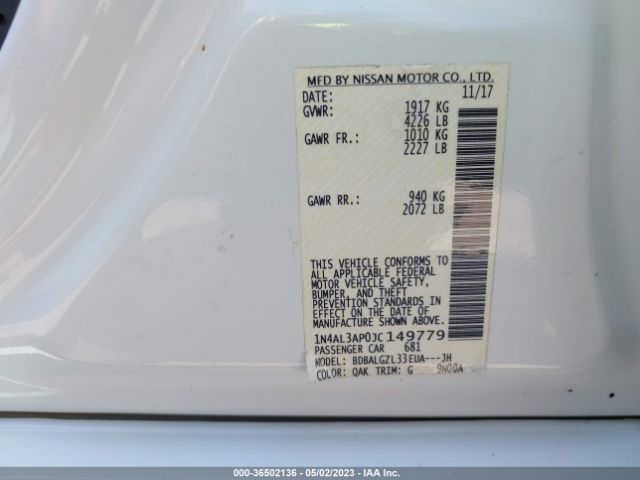 MFD BY NISSAN MOTOR CO., LTD.
DATE: 11/17
GVWR: 1917 KG
4226 LB
GAWR FR.: 1010 KG
2227 LB
GAWR RR.: 940 KG
2072 LB
THIS VEHICLE CONFORMS TO
ALL APPLICABLE FEDERAL
MOTOR VEHICLE SAFETY,
BUMPER, AND THEFT
PREVENTION STANDARDS IN
EFFECT ON THE DATE OF
MANUFACTURE SHOWN ABOVE.
1N4AL3AP0JC149779
PASSENGER CAR 681
MODEL: BDBALGZL33EUA---JH
COLOR: QAK TRIM: G 9N00A
000-36502136 - 05/02/2023 - IAA Inc.